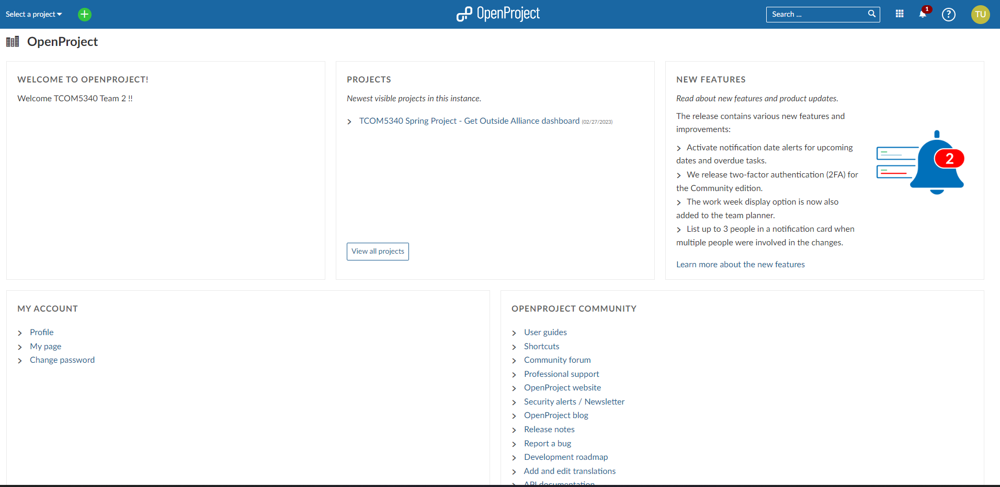 Select a project
OpenProject
Search ...
1
?
TU
OpenProject
WELCOME TO OPENPROJECT!
Welcome TCOM5340 Team 2 !!
PROJECTS
Newest visible projects in this instance.
TCOM5340 Spring Project - Get Outside Alliance dashboard (02/27/2023)
View all projects
NEW FEATURES
Read about new features and product updates.
The release contains various new features and
improvements:
Activate notification date alerts for upcoming
dates and overdue tasks.
We release two-factor authentication (2FA) for
the Community edition.
The work week display option is now also
added to the team planner.
List up to 3 people in a notification card when
multiple people were involved in the changes.
2
Learn more about the new features
MY ACCOUNT
Profile
My page
Change password
OPENPROJECT COMMUNITY
User guides
Shortcuts
Community forum
Professional support
OpenProject website
Security alerts / Newsletter
OpenProject blog
Release notes
Report a bug
Development roadmap
Add and edit translations
API documentation